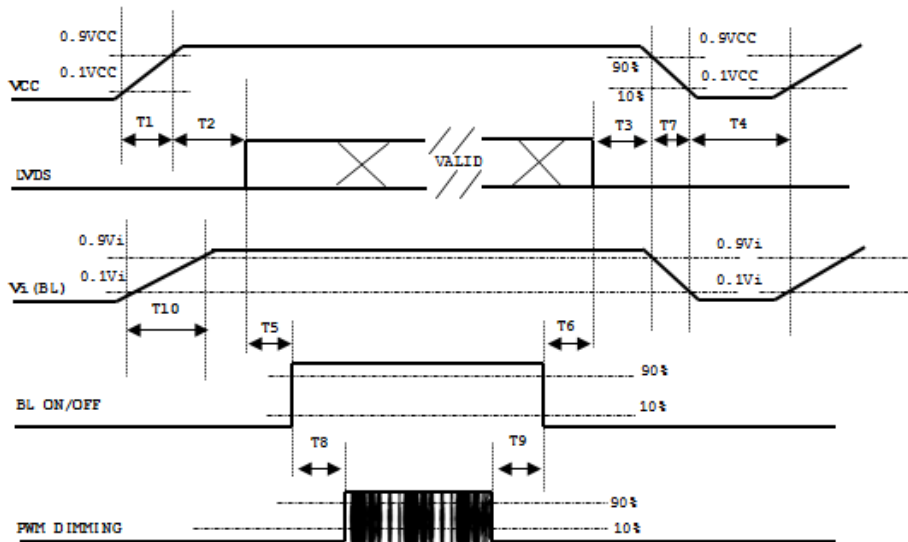 0.9VCC 0.9VCC
90%
0.1VCC 0.1VCC
VCC 10%
T1 T2 T3 T7 T4
VALID
LVDS
0.9Vi 0.9Vi
0.1Vi 0.1Vi
Vi(BL)
T10
T5 T6
90%
10%
BL ON/OFF
T8 T9
90%
10%
PWM DIMMING